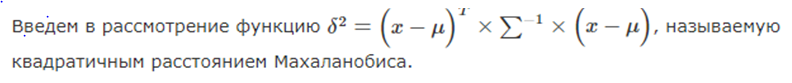 Введем в рассмотрение функцию δ² = (x − μ)ᵀ × ∑⁻¹ × (x − μ), называемую
квадратичным расстоянием Махаланобиса.